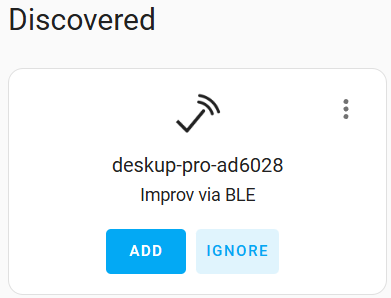 Discovered
deskup-pro-ad6028
Improv via BLE
ADD
IGNORE